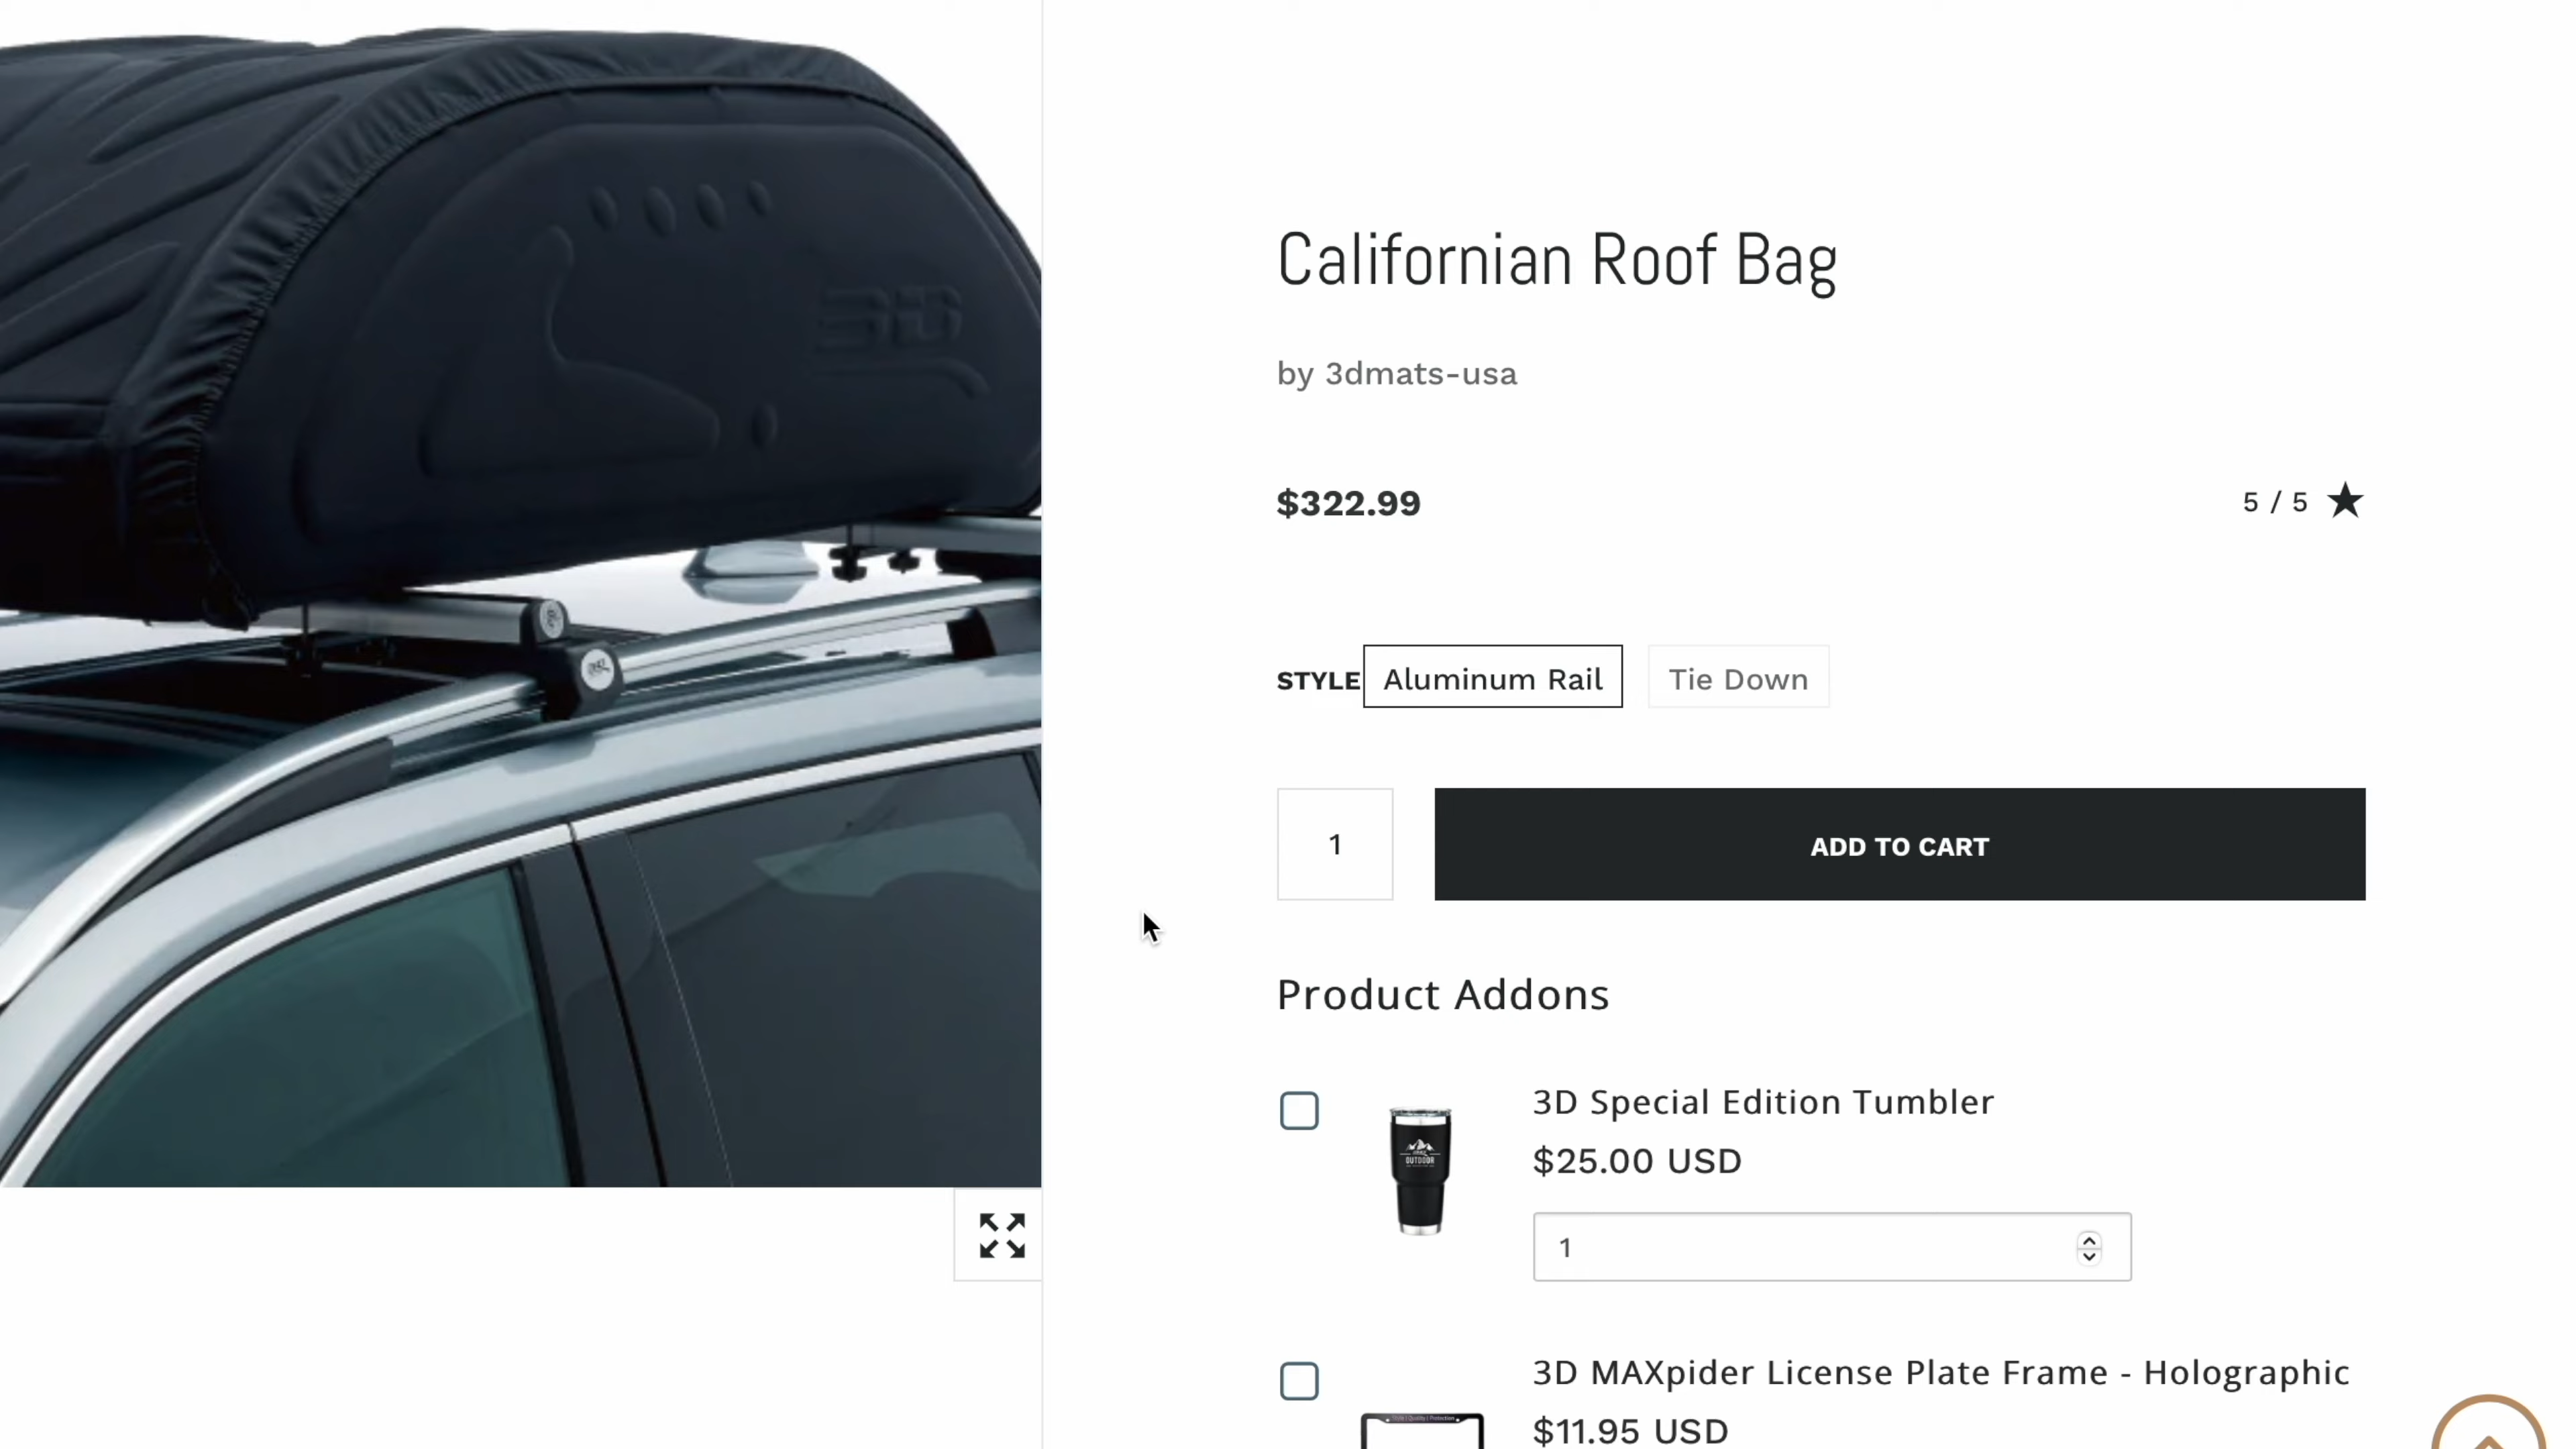 3D
Californian Roof Bag
by 3dmats-usa
$322.99
5 / 5
STYLE Aluminum Rail Tie Down
1 ADD TO CART
Product Addons
3D Special Edition Tumbler
$25.00 USD
OUTDOOR
1
3D MAXpider License Plate Frame - Holographic
$11.95 USD